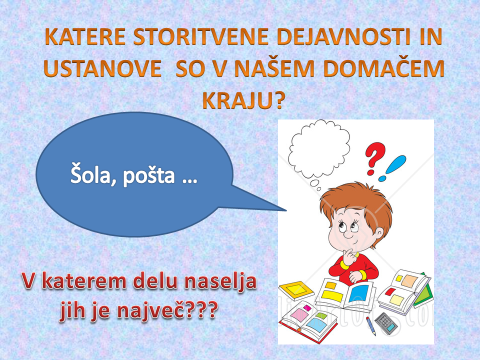 KATERE STORITVENE DEJAVNOSTI IN
USTANOVE SO V NAŠEM DOMAČEM
KRAJU?
Šola, pošta ...
V katerem delu naselja
jih je največ???